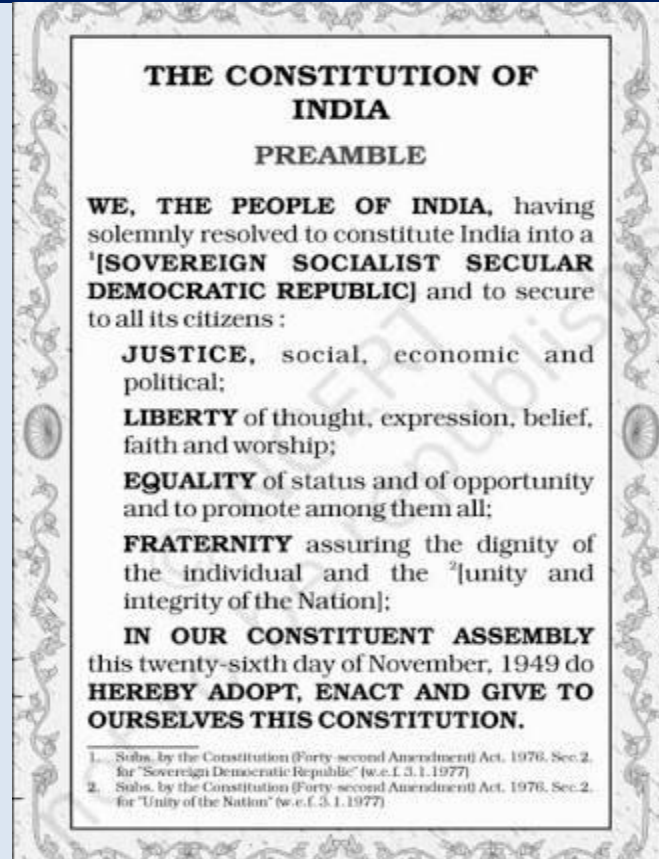 THE CONSTITUTION OF
INDIA
PREAMBLE
WE, THE PEOPLE OF INDIA, having
solemnly resolved to constitute India into a
¹[SOVEREIGN SOCIALIST SECULAR
DEMOCRATIC REPUBLIC] and to secure
to all its citizens :
JUSTICE, social, economic and
political;
LIBERTY of thought, expression, belief,
faith and worship;
EQUALITY of status and of opportunity
and to promote among them all;
FRATERNITY assuring the dignity of
the individual and the ²[unity and
integrity of the Nation];
IN OUR CONSTITUENT ASSEMBLY
this twenty-sixth day of November, 1949 do
HEREBY ADOPT, ENACT AND GIVE TO
OURSELVES THIS CONSTITUTION.
1. Subs. by the Constitution (Forty-second Amendment) Act, 1976, Sec.2,
for "Sovereign Democratic Republic" (w.e.f. 3.1.1977)
2. Subs. by the Constitution (Forty-second Amendment) Act, 1976, Sec.2,
for "Unity of the Nation" (w.e.f. 3.1.1977)